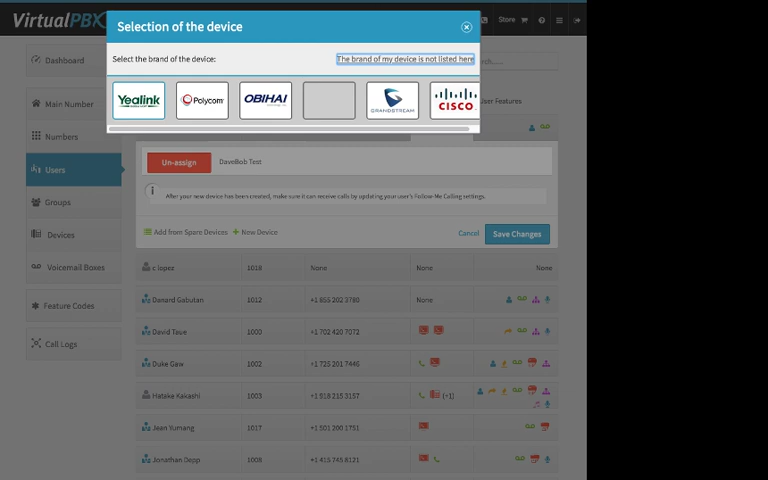 VirtualPBX
Selection of the device
Store
Select the brand of the device:
The brand of my device is not listed here
Yealink
Polycom
OBIHAI
GRANDSTREAM
CISCO
Dashboard
Main Number
Numbers
Users
Groups
Devices
Voicemail Boxes
Feature Codes
Call Logs
User Features
Un-assign
DaveBob Test
After your new device has been created, make sure it can receive calls by updating your user's Follow-Me Calling settings.
Add from Spare Devices
New Device
Cancel
Save Changes
c lopez 1018 None None None
Danard Gabutan 1012 +1 855 202 3780 None
David Taue 1000 +1 702 420 7072
Duke Gaw 1002 +1 725 201 7446
Hatake Kakashi 1003 +1 918 215 3157 (+1)
Jean Yumang 1017 +1 501 200 1751
Jonathan Depp 1008 +1 415 745 8121